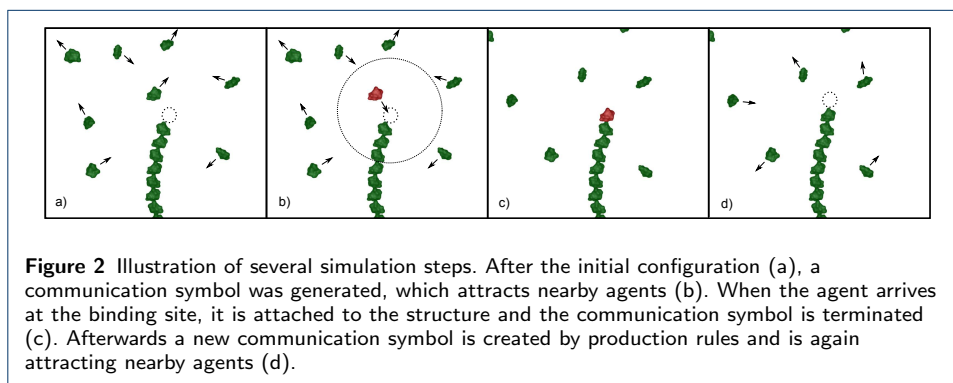 a)
b)
c)
d)
Figure 2 Illustration of several simulation steps. After the initial configuration (a), a
communication symbol was generated, which attracts nearby agents (b). When the agent arrives
at the binding site, it is attached to the structure and the communication symbol is terminated
(c). Afterwards a new communication symbol is created by production rules and is again
attracting nearby agents (d).